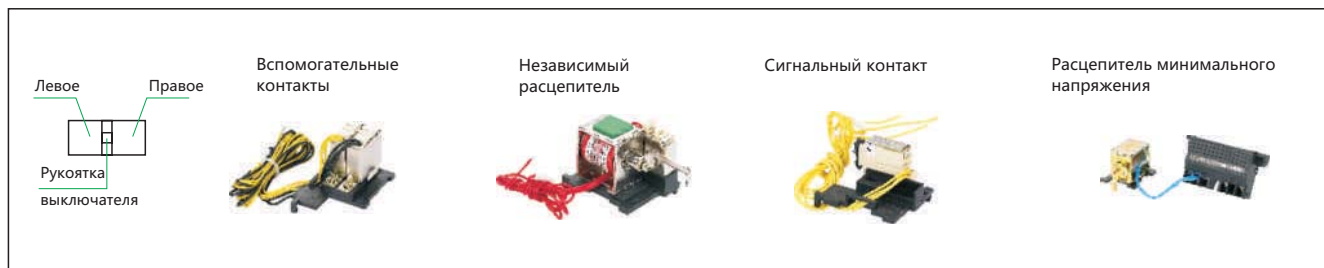 Левое
Правое
Рукоятка
выключателя
Вспомогательные
контакты
Независимый
расцепитель
Сигнальный контакт
Расцепитель минимального
напряжения